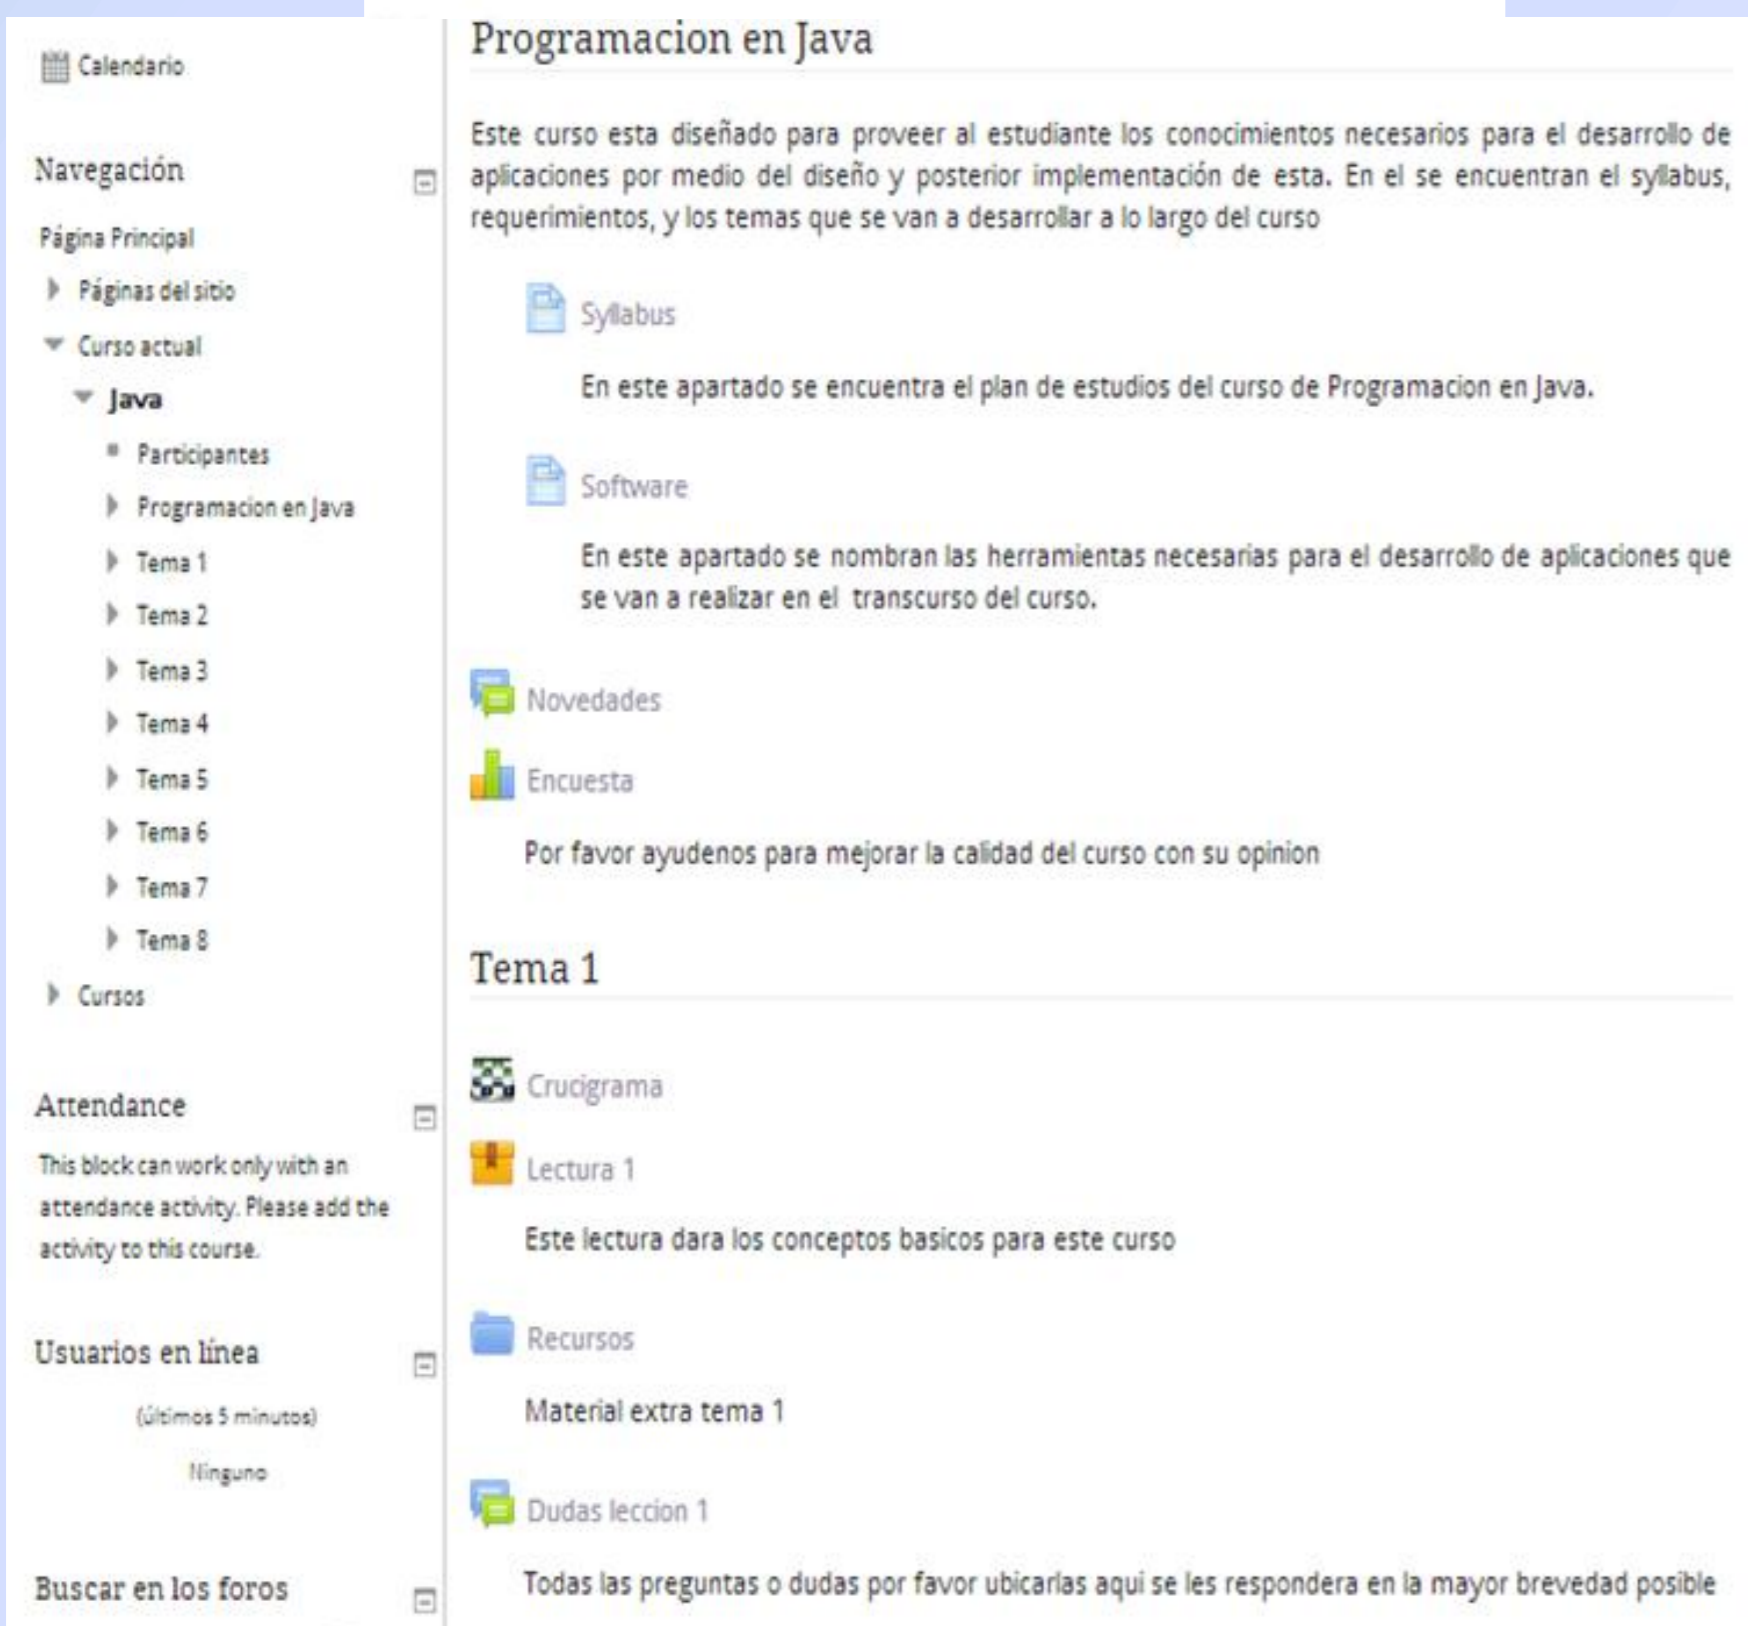 Calendario
Navegación
Página Principal
Páginas del sitio
Curso actual
Java
Participantes
Programacion en Java
Tema 1
Tema 2
Tema 3
Tema 4
Tema 5
Tema 6
Tema 7
Tema 8
Cursos
Attendance
This block can work only with an
attendance activity. Please add the
activity to this course.
Usuarios en línea
(últimos 5 minutos)
Ninguno
Buscar en los foros
Programacion en Java
Este curso esta diseñado para proveer al estudiante los conocimientos necesarios para el desarrollo de
aplicaciones por medio del diseño y posterior implementación de esta. En el se encuentran el syllabus,
requerimientos, y los temas que se van a desarrollar a lo largo del curso
Syllabus
En este apartado se encuentra el plan de estudios del curso de Programacion en Java.
Software
En este apartado se nombran las herramientas necesarias para el desarrollo de aplicaciones que
se van a realizar en el transcurso del curso.
Novedades
Encuesta
Por favor ayudenos para mejorar la calidad del curso con su opinion
Tema 1
Crucigrama
Lectura 1
Este lectura dara los conceptos basicos para este curso
Recursos
Material extra tema 1
Dudas leccion 1
Todas las preguntas o dudas por favor ubicarlas aqui se les respondera en la mayor brevedad posible